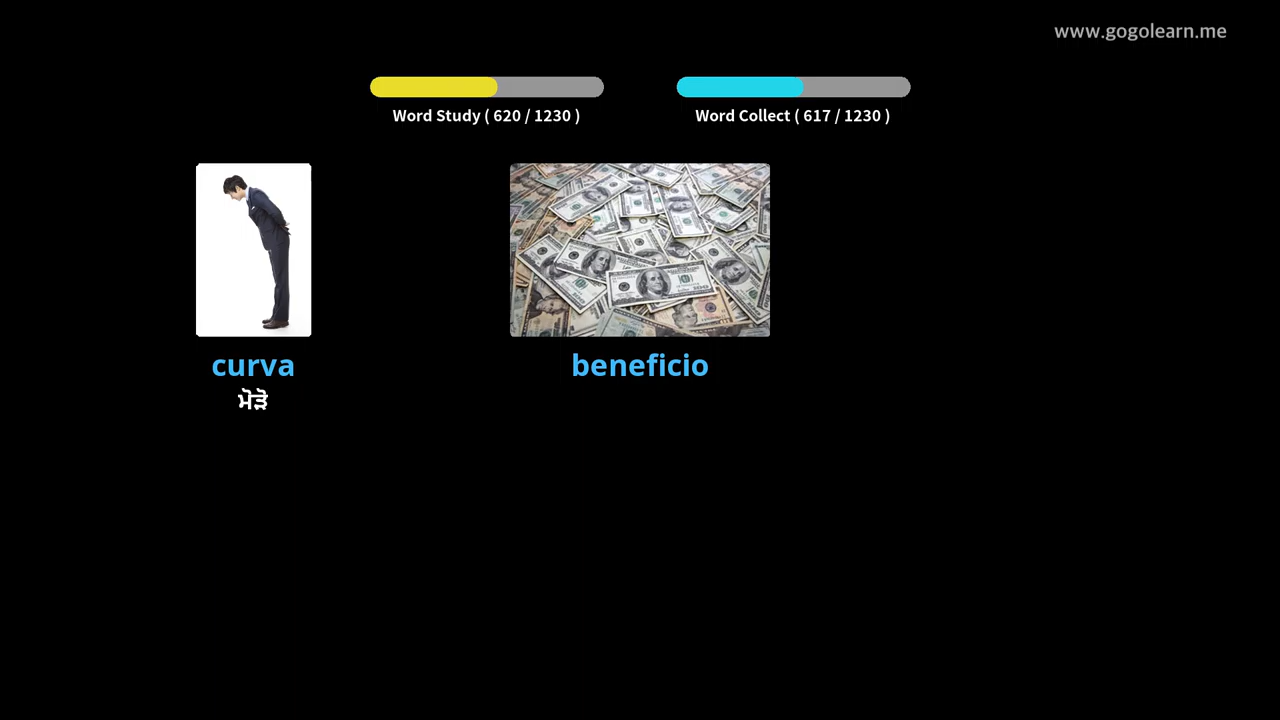 www.gogolearn.me
Word Study ( 620 / 1230 )
Word Collect ( 617 / 1230 )
curva
beneficio
ਮੋੜੋ